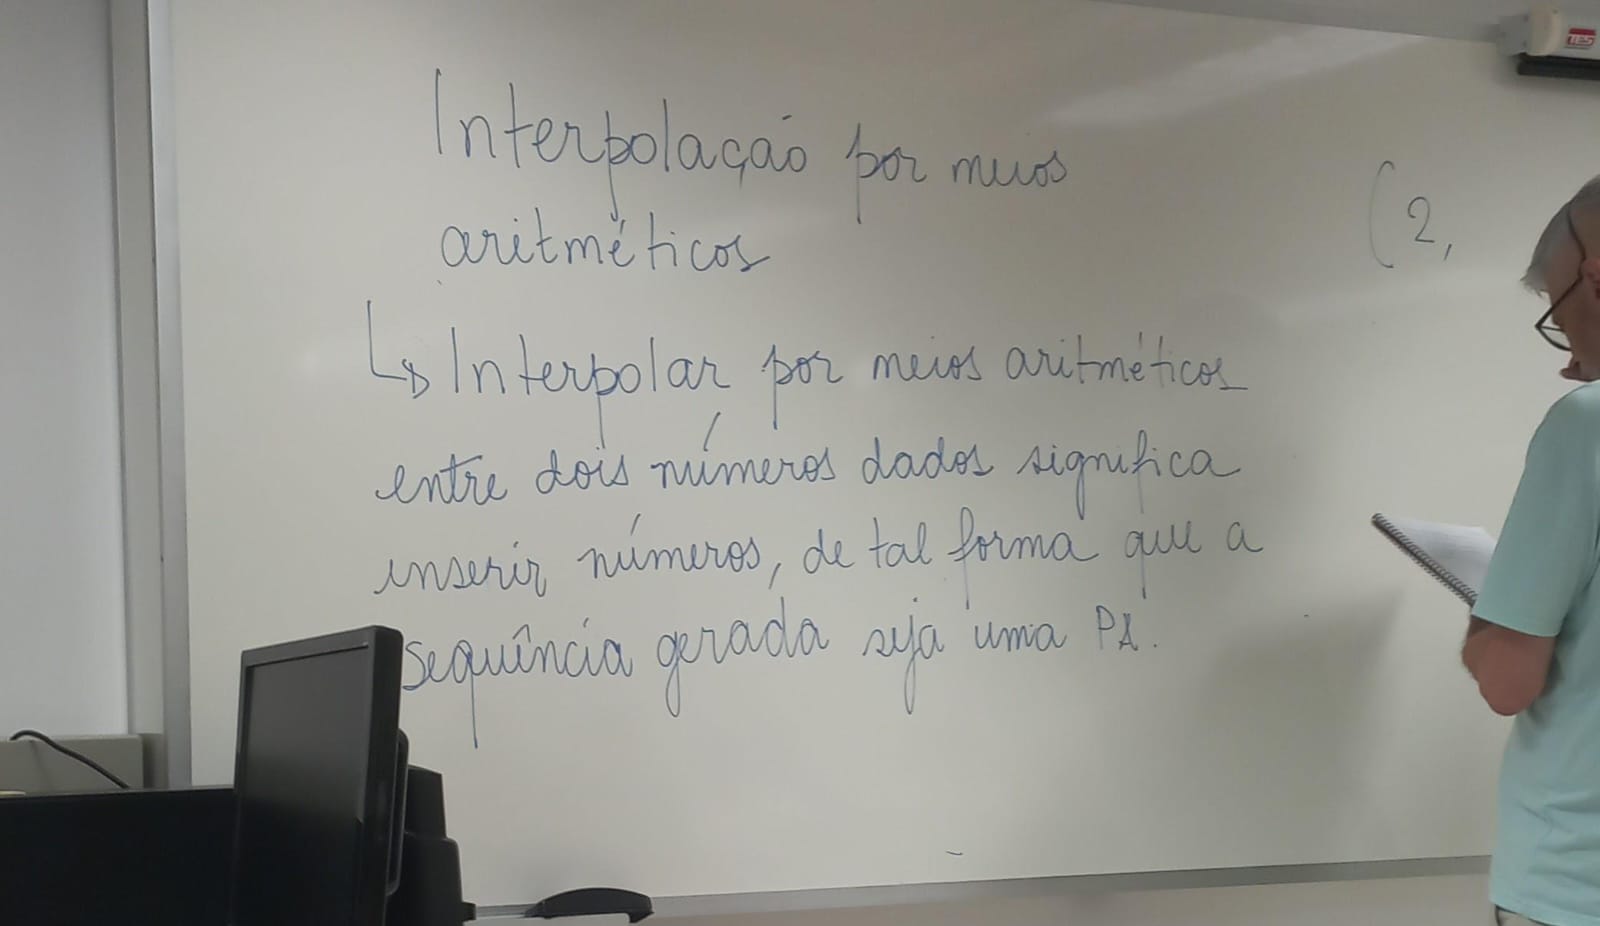 Interpolação por meios
aritméticos
↳ Interpolar por meios aritméticos
entre dois números dados significa
inserir números, de tal forma que a
sequência gerada seja uma PA.
(2,